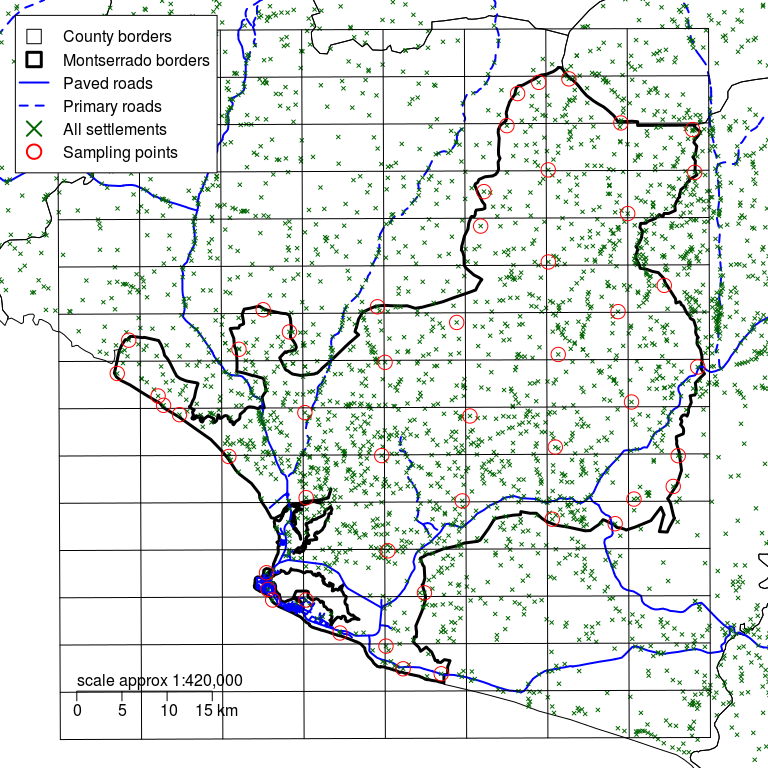 County borders
Montserrado borders
Paved roads
Primary roads
All settlements
Sampling points
scale approx 1:420,000
0 5 10 15 km